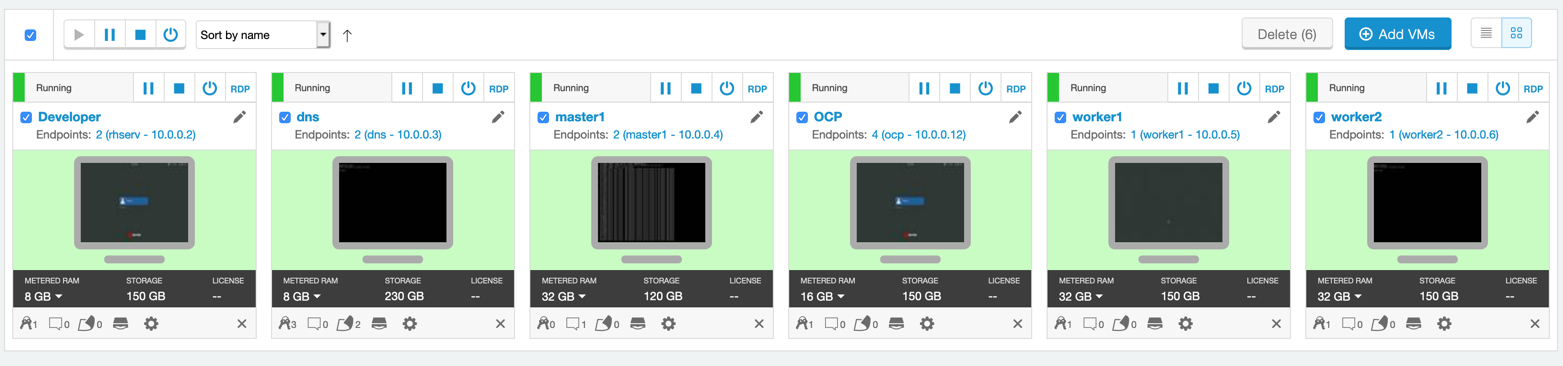 Sort by name
Delete (6)
Add VMs
Running
RDP
Developer
Endpoints: 2 (rhserv - 10.0.0.2)
METERED RAM STORAGE LICENSE
8 GB 150 GB --
1 0 0
Running
RDP
dns
Endpoints: 2 (dns - 10.0.0.3)
METERED RAM STORAGE LICENSE
8 GB 230 GB --
3 0 2
Running
RDP
master1
Endpoints: 2 (master1 - 10.0.0.4)
METERED RAM STORAGE LICENSE
32 GB 120 GB --
0 1 0
Running
RDP
OCP
Endpoints: 4 (ocp - 10.0.0.12)
METERED RAM STORAGE LICENSE
16 GB 150 GB --
1 0 0
Running
RDP
worker1
Endpoints: 1 (worker1 - 10.0.0.5)
METERED RAM STORAGE LICENSE
32 GB 150 GB --
1 0 0
Running
RDP
worker2
Endpoints: 1 (worker2 - 10.0.0.6)
METERED RAM STORAGE LICENSE
32 GB 150 GB --
1 0 0